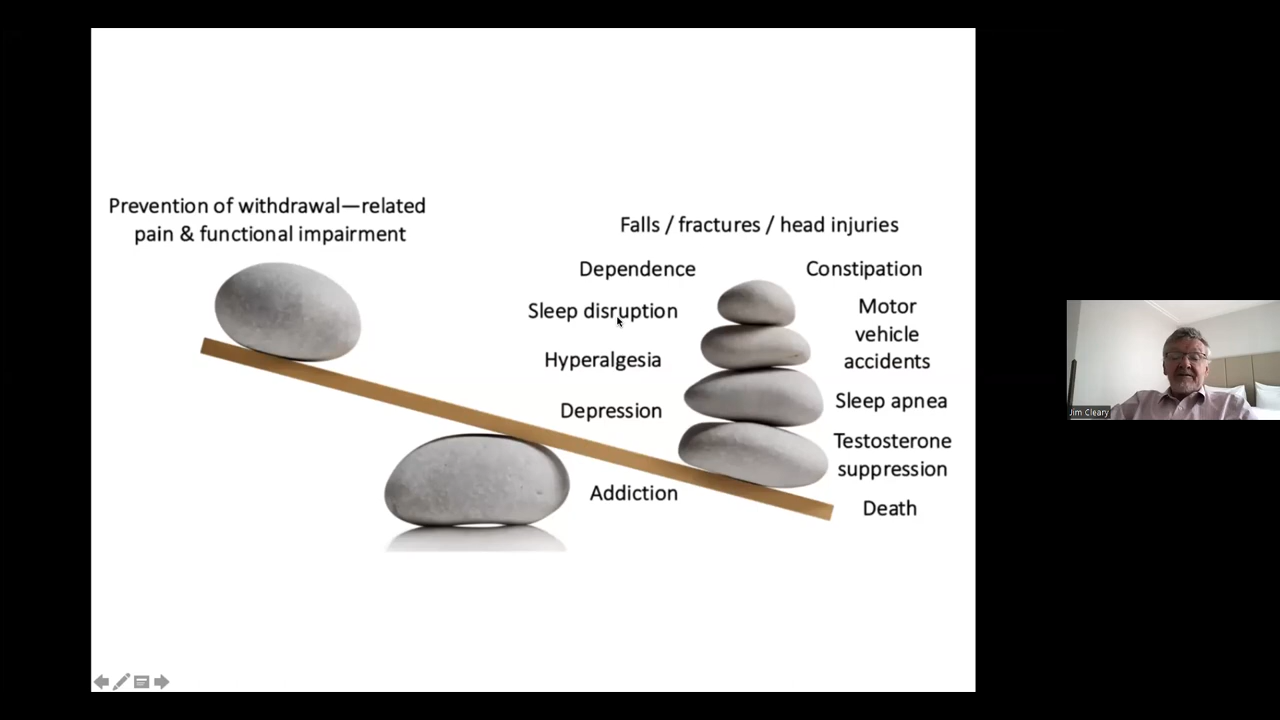 Prevention of withdrawal—related
pain & functional impairment
Falls / fractures / head injuries
Dependence
Constipation
Sleep disruption
Motor
vehicle
accidents
Hyperalgesia
Sleep apnea
Depression
Testosterone
suppression
Addiction
Death
Jim Cleary